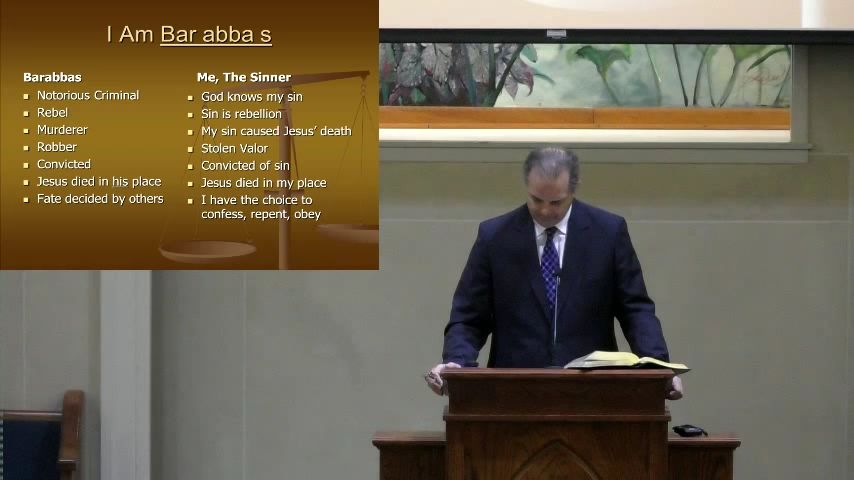 I Am Bar abba s
Barabbas
Notorious Criminal
Rebel
Murderer
Robber
Convicted
Jesus died in his place
Fate decided by others
Me, The Sinner
God knows my sin
Sin is rebellion
My sin caused Jesus' death
Stolen Valor
Convicted of sin
Jesus died in my place
I have the choice to
confess, repent, obey